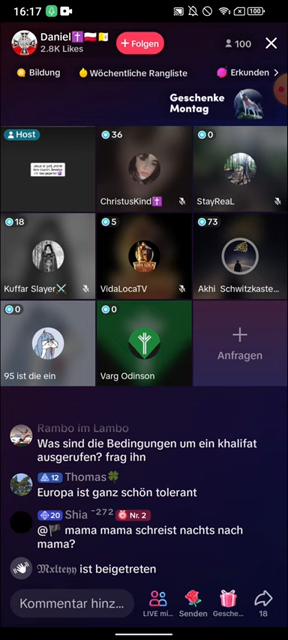 16:17
100
Daniel✝️🇵🇱
2.8K Likes
+ Folgen
100
Bildung
Wöchentliche Rangliste
Erkunden
Geschenke
Montag
Host
36
0
ChristusKind✝️
StayReaL
18
5
73
Kuffar Slayer⚔️
VidaLocaTV
Akhi Schwitzkaste...
0
0
95 ist die ein
Varg Odinson
Anfragen
Rambo im Lambo
Was sind die Bedingungen um ein khalifat
ausgerufen? frag ihn
12 Thomas🍀
Europa ist ganz schön tolerant
20 Shia ⁻²⁷² Nr. 2
@🏴 mama mama schreist nachts nach
mama?
𝔐𝔵𝔩𝔱𝔢𝔶𝔶 ist beigetreten
Kommentar hinz...
LIVE mi...
Senden
Gesche...
18